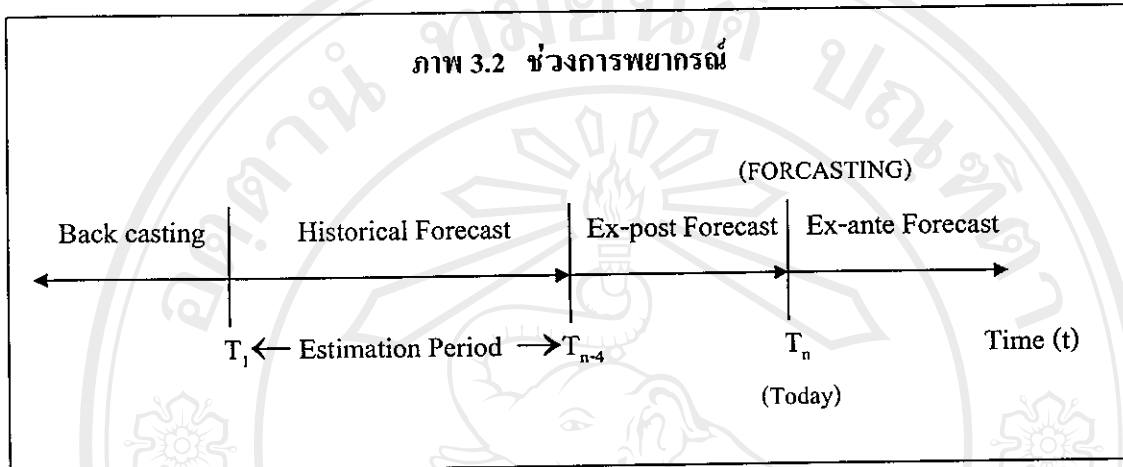 ภาพ 3.2 ช่วงการพยากรณ์
(FORCASTING)
Back casting
Historical Forecast
Ex-post Forecast
Ex-ante Forecast
T1 ← Estimation Period → Tn-4
Tn
Time (t)
(Today)